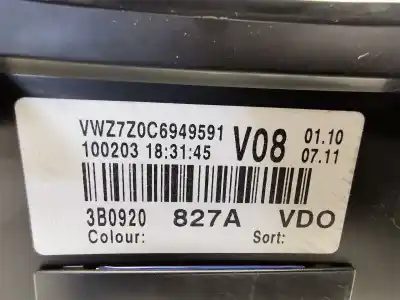 VWZ7Z0C6949591 V08 01.10
100203 18:31:45 07.11
3B0920 827A VDO
Colour: Sort: